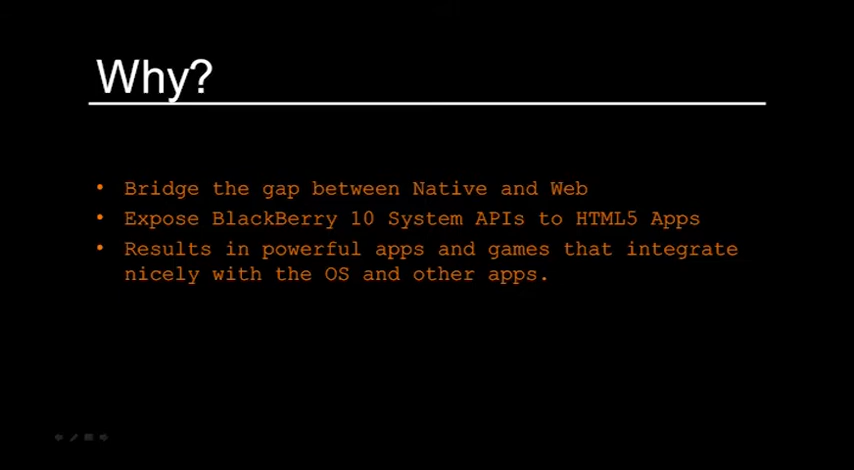 Why?
• Bridge the gap between Native and Web
• Expose BlackBerry 10 System APIs to HTML5 Apps
• Results in powerful apps and games that integrate
nicely with the OS and other apps.